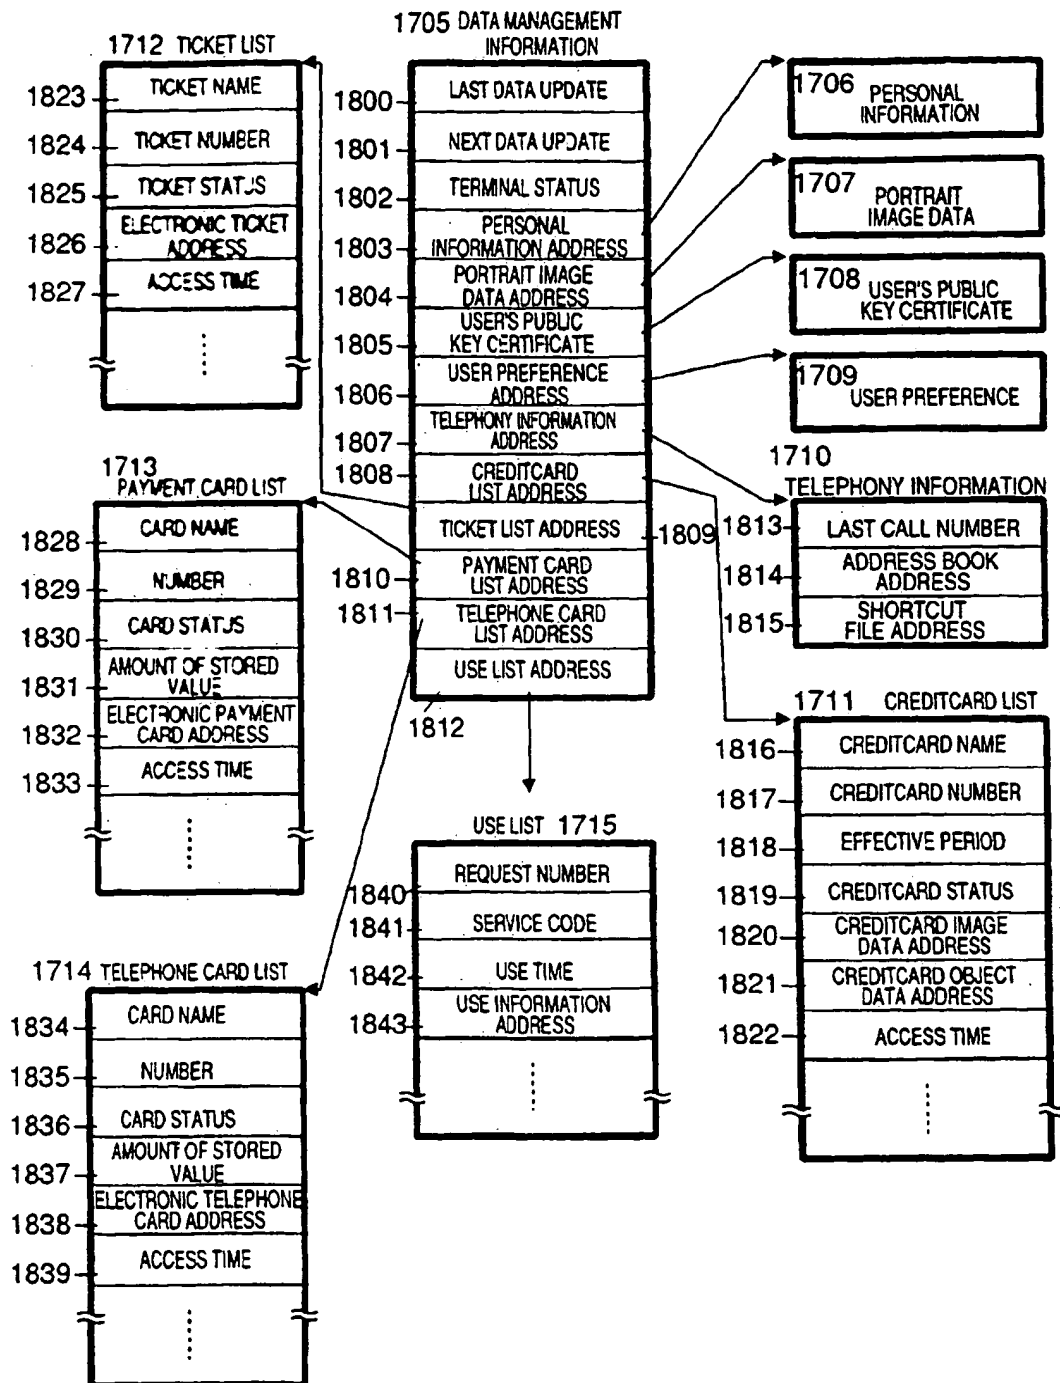 1712 TICKET LIST
1823
TICKET NAME
1824
TICKET NUMBER
1825
TICKET STATUS
1826
ELECTRONIC TICKET
ADDRESS
1827
ACCESS TIME
1713
PAYMENT CARD LIST
1828
CARD NAME
1829
NUMBER
1830
CARD STATUS
1831
AMOUNT OF STORED
VALUE
1832
ELECTRONIC PAYMENT
CARD ADDRESS
1833
ACCESS TIME
1714 TELEPHONE CARD LIST
1834
CARD NAME
1835
NUMBER
1836
CARD STATUS
1837
AMOUNT OF STORED
VALUE
1838
ELECTRONIC TELEPHONE
CARD ADDRESS
1839
ACCESS TIME
1705 DATA MANAGEMENT
INFORMATION
1800
LAST DATA UPDATE
1801
NEXT DATA UPDATE
1802
TERMINAL STATUS
1803
PERSONAL
INFORMATION ADDRESS
1804
PORTRAIT IMAGE
DATA ADDRESS
1805
USER'S PUBLIC
KEY CERTIFICATE
1806
USER PREFERENCE
ADDRESS
1807
TELEPHONY INFORMATION
ADDRESS
1808
CREDITCARD
LIST ADDRESS
TICKET LIST ADDRESS
1809
1810
PAYMENT CARD
LIST ADDRESS
1811
TELEPHONE CARD
LIST ADDRESS
USE LIST ADDRESS
1812
USE LIST 1715
REQUEST NUMBER
1840
SERVICE CODE
1841
USE TIME
1842
USE INFORMATION
ADDRESS
1843
1706
PERSONAL
INFORMATION
1707
PORTRAIT
IMAGE DATA
1708
USER'S PUBLIC
KEY CERTIFICATE
1709
USER PREFERENCE
1710
TELEPHONY INFORMATION
1813
LAST CALL NUMBER
1814
ADDRESS BOOK
ADDRESS
1815
SHORTCUT
FILE ADDRESS
1711 CREDITCARD LIST
1816
CREDITCARD NAME
1817
CREDITCARD NUMBER
1818
EFFECTIVE PERIOD
1819
CREDITCARD STATUS
1820
CREDITCARD IMAGE
DATA ADDRESS
1821
CREDITCARD OBJECT
DATA ADDRESS
1822
ACCESS TIME